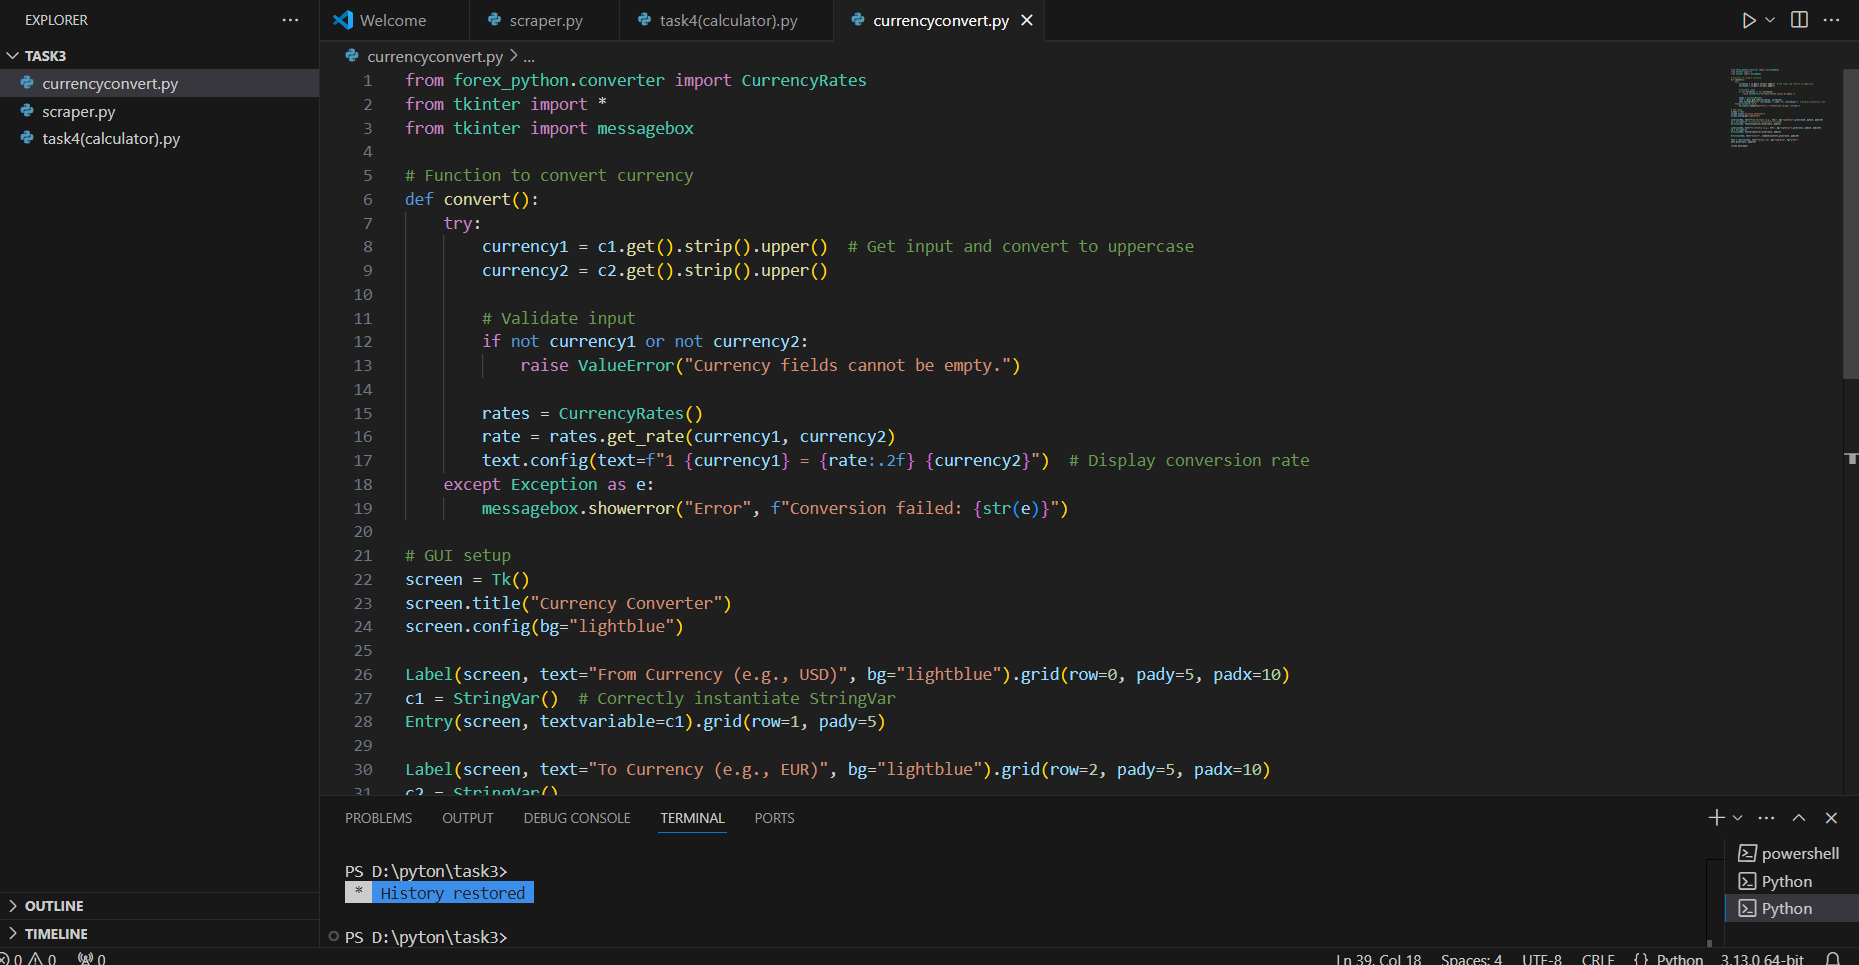 EXPLORER
TASK3
currencyconvert.py
scraper.py
task4(calculator).py
OUTLINE
TIMELINE
Welcome
scraper.py
task4(calculator).py
currencyconvert.py
currencyconvert.py > ...
1 from forex_python.converter import CurrencyRates
2 from tkinter import *
3 from tkinter import messagebox
4
5 # Function to convert currency
6 def convert():
7     try:
8         currency1 = c1.get().strip().upper()  # Get input and convert to uppercase
9         currency2 = c2.get().strip().upper()
10
11         # Validate input
12         if not currency1 or not currency2:
13             raise ValueError("Currency fields cannot be empty.")
14
15         rates = CurrencyRates()
16         rate = rates.get_rate(currency1, currency2)
17         text.config(text=f"1 {currency1} = {rate:.2f} {currency2}")  # Display conversion rate
18     except Exception as e:
19         messagebox.showerror("Error", f"Conversion failed: {str(e)}")
20
21 # GUI setup
22 screen = Tk()
23 screen.title("Currency Converter")
24 screen.config(bg="lightblue")
25
26 Label(screen, text="From Currency (e.g., USD)", bg="lightblue").grid(row=0, pady=5, padx=10)
27 c1 = StringVar()  # Correctly instantiate StringVar
28 Entry(screen, textvariable=c1).grid(row=1, pady=5)
29
30 Label(screen, text="To Currency (e.g., EUR)", bg="lightblue").grid(row=2, pady=5, padx=10)
31 c2 = StringVar()
PROBLEMS OUTPUT DEBUG CONSOLE TERMINAL PORTS
PS D:\pyton\task3>
* History restored
PS D:\pyton\task3>
powershell
Python
Python
0 0 0 Ln 39, Col 18 Spaces: 4 UTF-8 CRLF {} Python 3.13.0 64-bit